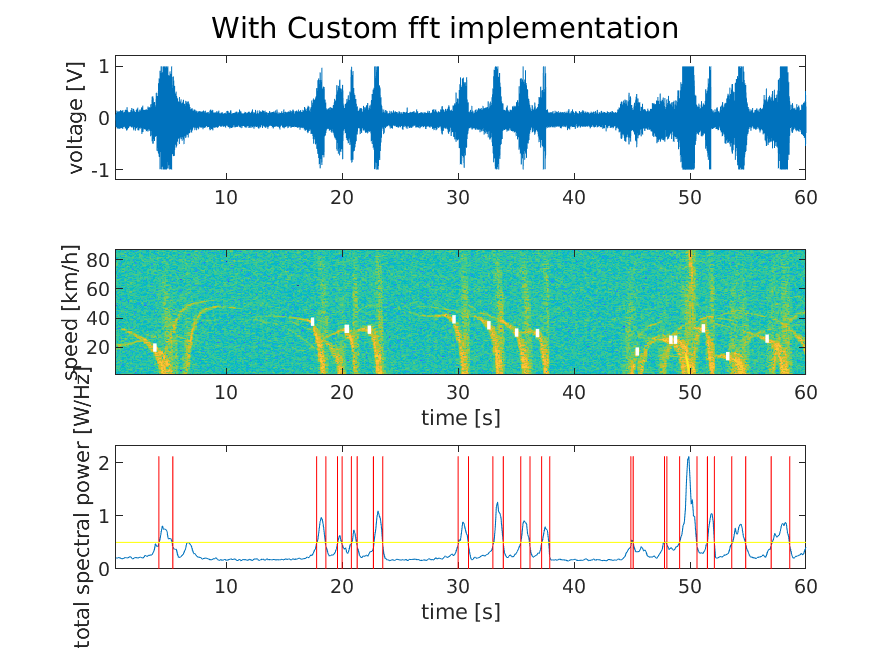 With Custom fft implementation
voltage [V]
1
0
-1
10 20 30 40 50 60
speed [km/h]
80
60
40
20
10 20 30 40 50 60
time [s]
total spectral power [W/Hz]
2
1
0
10 20 30 40 50 60
time [s]